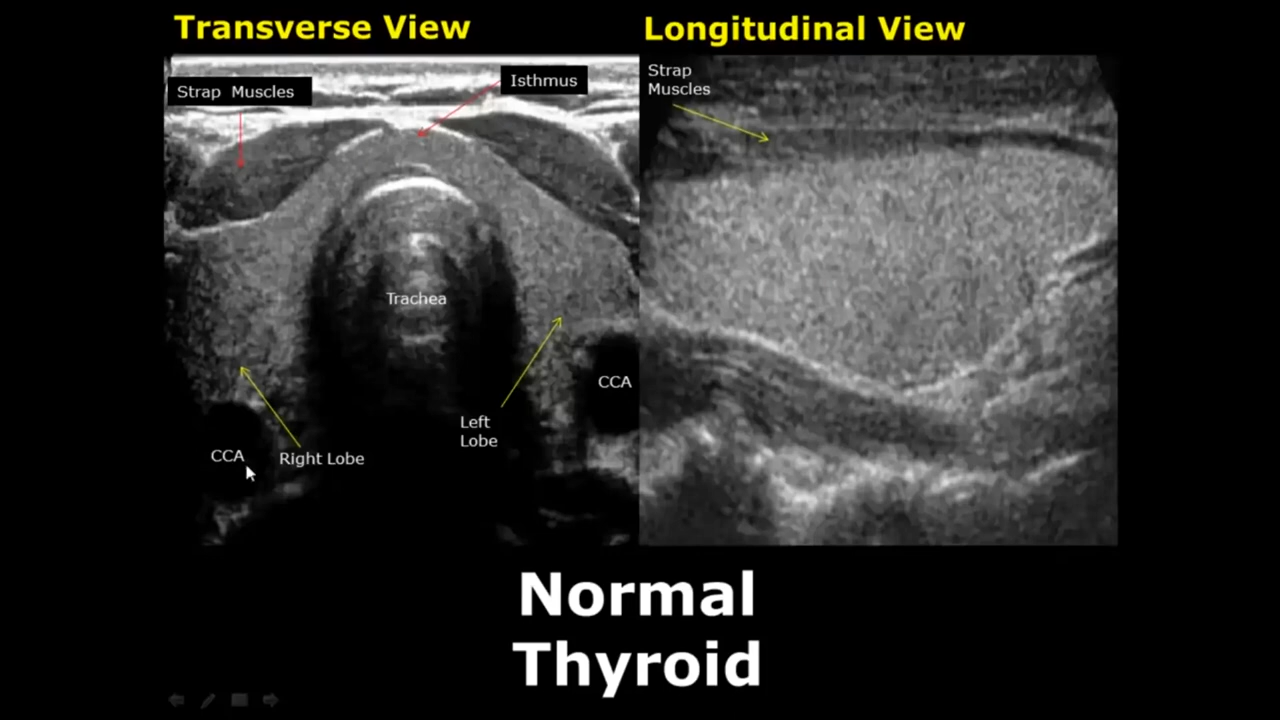 Transverse View
Longitudinal View
Strap Muscles
Isthmus
Strap
Muscles
Trachea
CCA
Left
Lobe
CCA
Right Lobe
Normal
Thyroid